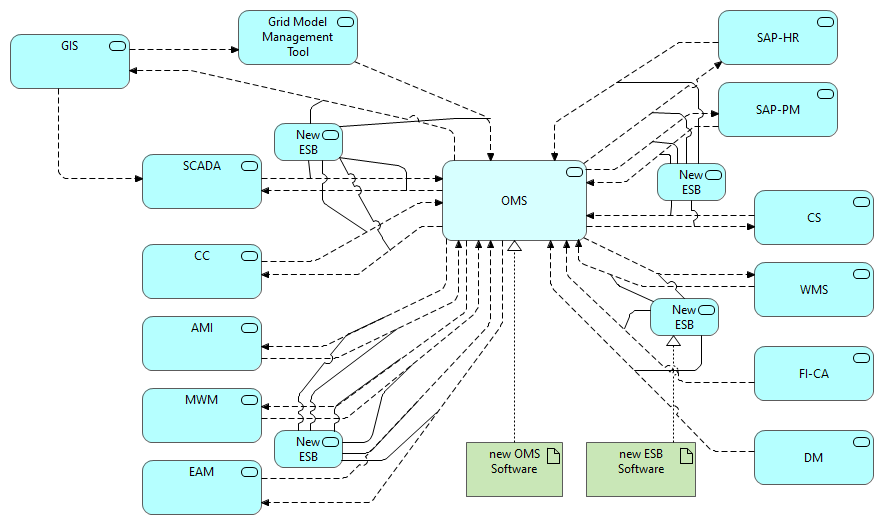 GIS
Grid Model
Management
Tool
SAP-HR
SAP-PM
New
ESB
SCADA
OMS
New
ESB
CS
CC
WMS
New
ESB
AMI
FI-CA
MWM
New
ESB
EAM
new OMS
Software
new ESB
Software
DM